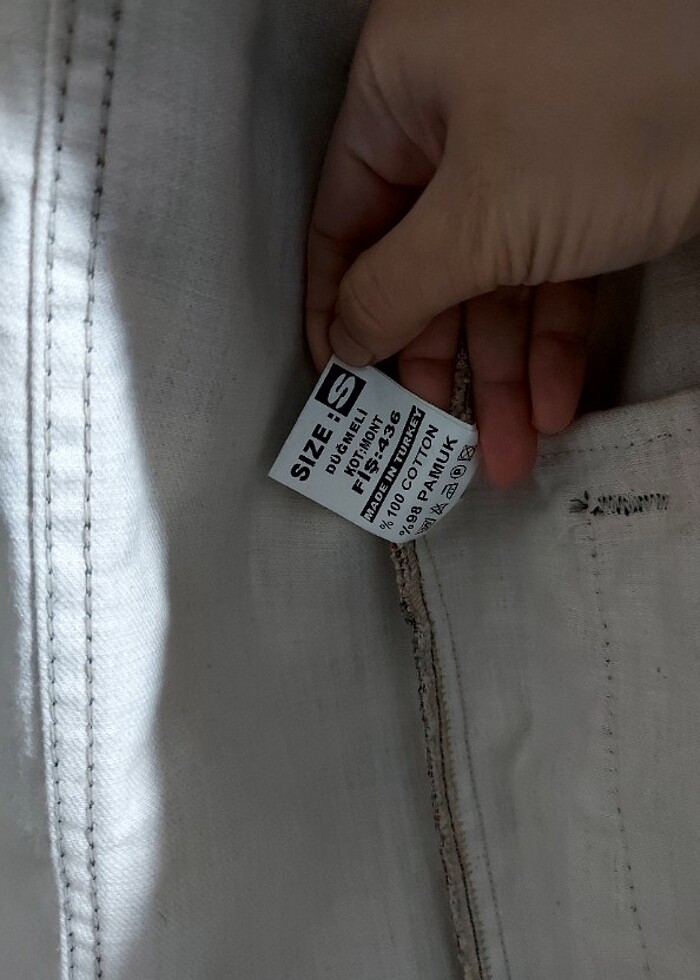 SIZE : S
DÜĞMELİ
KOT:MONT
FİŞ:436
MADE IN TURKEY
% 100 COTTON
%98 PAMUK